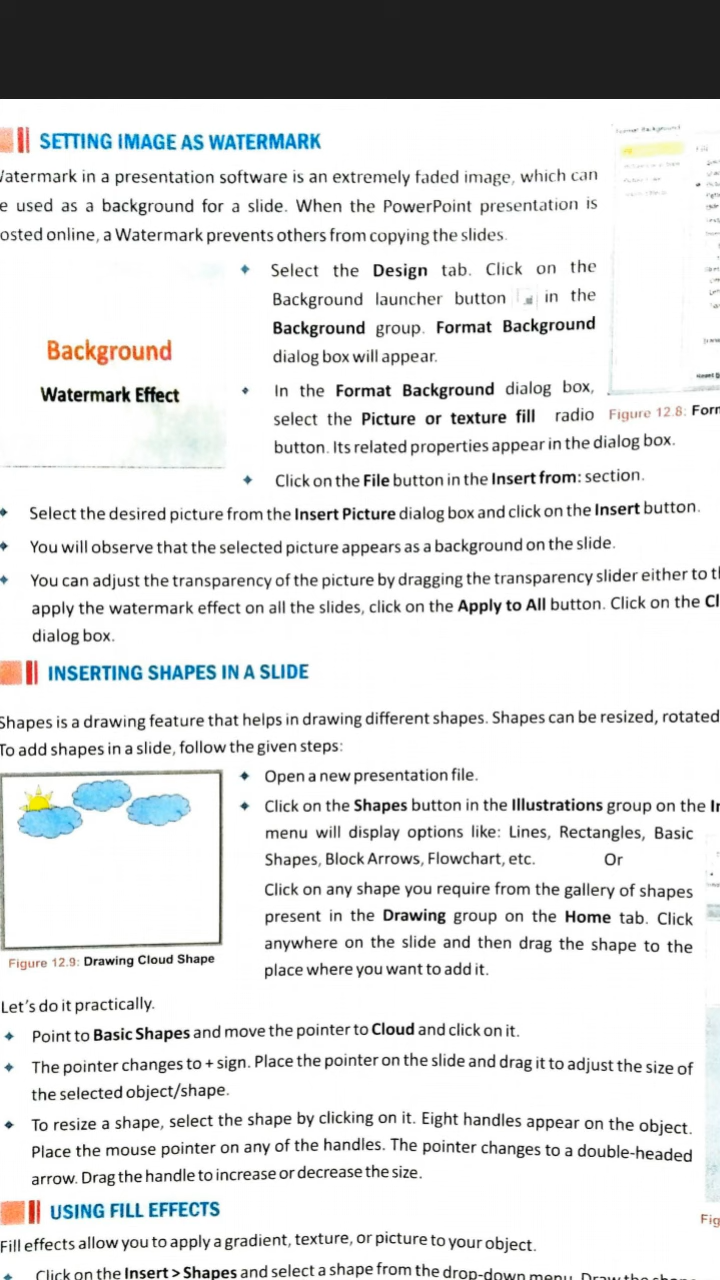 SETTING IMAGE AS WATERMARK
atermark in a presentation software is an extremely faded image, which can
e used as a background for a slide. When the PowerPoint presentation is
osted online, a Watermark prevents others from copying the slides.
Select the Design tab. Click on the
Background launcher button in the
Background group. Format Background
dialog box will appear.
Background
Watermark Effect
In the Format Background dialog box,
select the Picture or texture fill radio
button. Its related properties appear in the dialog box.
Figure 12.8: Forr
Click on the File button in the Insert from: section.
Select the desired picture from the Insert Picture dialog box and click on the Insert button.
You will observe that the selected picture appears as a background on the slide.
You can adjust the transparency of the picture by dragging the transparency slider either to t
apply the watermark effect on all the slides, click on the Apply to All button. Click on the Cl
dialog box.
INSERTING SHAPES IN A SLIDE
Shapes is a drawing feature that helps in drawing different shapes. Shapes can be resized, rotated
To add shapes in a slide, follow the given steps:
Open a new presentation file.
Click on the Shapes button in the Illustrations group on the Ir
menu will display options like: Lines, Rectangles, Basic
Shapes, Block Arrows, Flowchart, etc. Or
Click on any shape you require from the gallery of shapes
present in the Drawing group on the Home tab. Click
anywhere on the slide and then drag the shape to the
place where you want to add it.
Figure 12.9: Drawing Cloud Shape
Let's do it practically.
Point to Basic Shapes and move the pointer to Cloud and click on it.
The pointer changes to + sign. Place the pointer on the slide and drag it to adjust the size of
the selected object/shape.
To resize a shape, select the shape by clicking on it. Eight handles appear on the object.
Place the mouse pointer on any of the handles. The pointer changes to a double-headed
arrow. Drag the handle to increase or decrease the size.
USING FILL EFFECTS
Fig
Fill effects allow you to apply a gradient, texture, or picture to your object.
Click on the Insert > Shapes and select a shape from the drop-down menu. Draw the shape